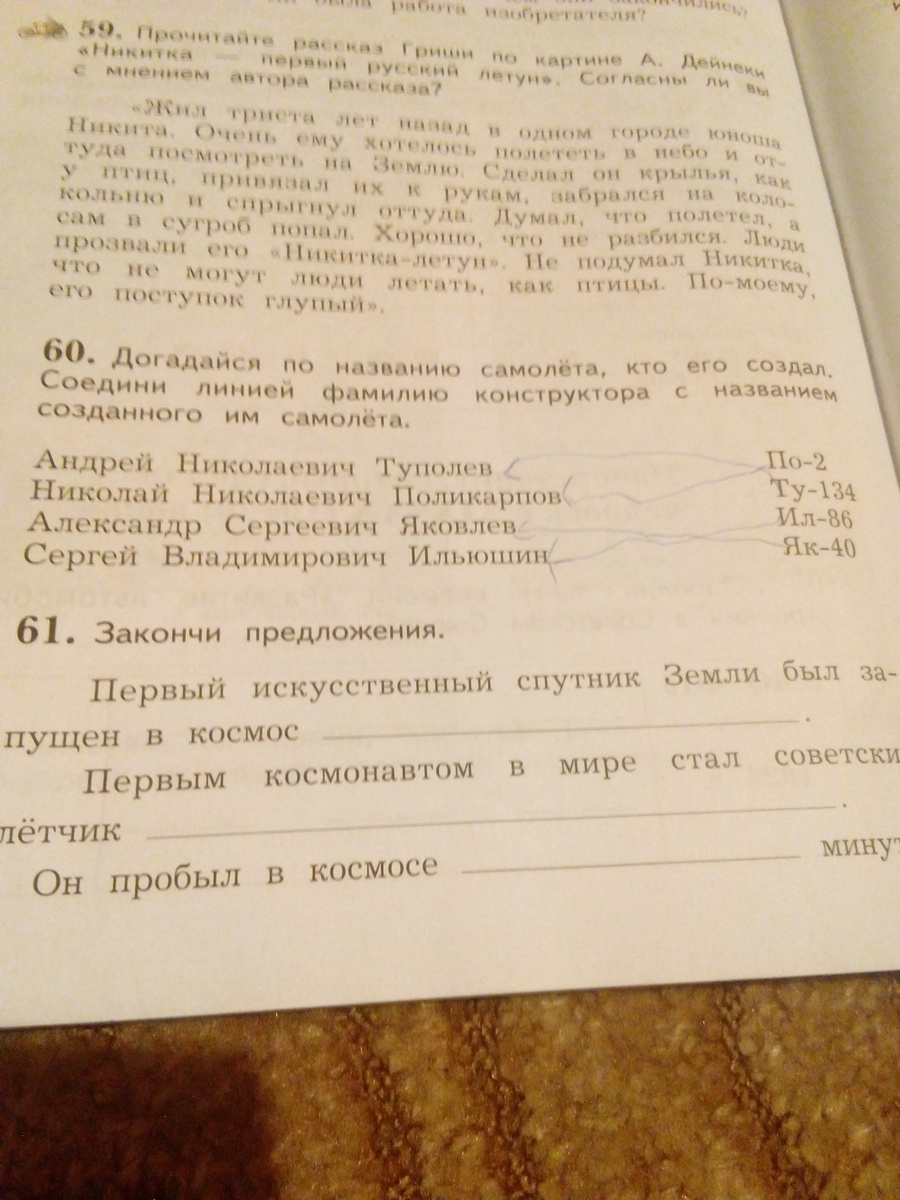 была работа изобретателя?
59. Прочитайте рассказ Гриши по картине А. Дейнеки
«Никитка — первый русский летун». Согласны ли вы
с мнением автора рассказа?
«Жил триста лет назад в одном городе юноша
Никита. Очень ему хотелось полететь в небо и от-
туда посмотреть на Землю. Сделал он крылья, как
у птиц, привязал их к рукам, забрался на коло-
кольню и спрыгнул оттуда. Думал, что полетел, а
сам в сугроб попал. Хорошо, что не разбился. Люди
прозвали его «Никитка-летун». Не подумал Никитка,
что не могут люди летать, как птицы. По-моему,
его поступок глупый».
60. Догадайся по названию самолёта, кто его создал.
Соедини линией фамилию конструктора с названием
созданного им самолёта.
Андрей Николаевич Туполев По-2
Николай Николаевич Поликарпов Ту-134
Александр Сергеевич Яковлев Ил-86
Сергей Владимирович Ильюшин Як-40
61. Закончи предложения.
Первый искусственный спутник Земли был за-
пущен в космос .
Первым космонавтом в мире стал советски
лётчик .
Он пробыл в космосе минут